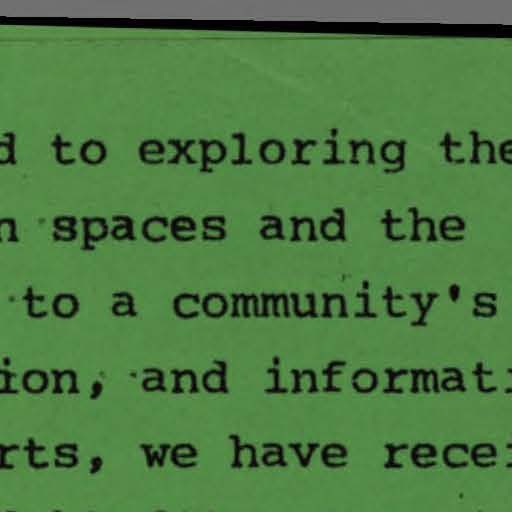 d to exploring the
n spaces and the
to a community's
ion, and informati
rts, we have recei